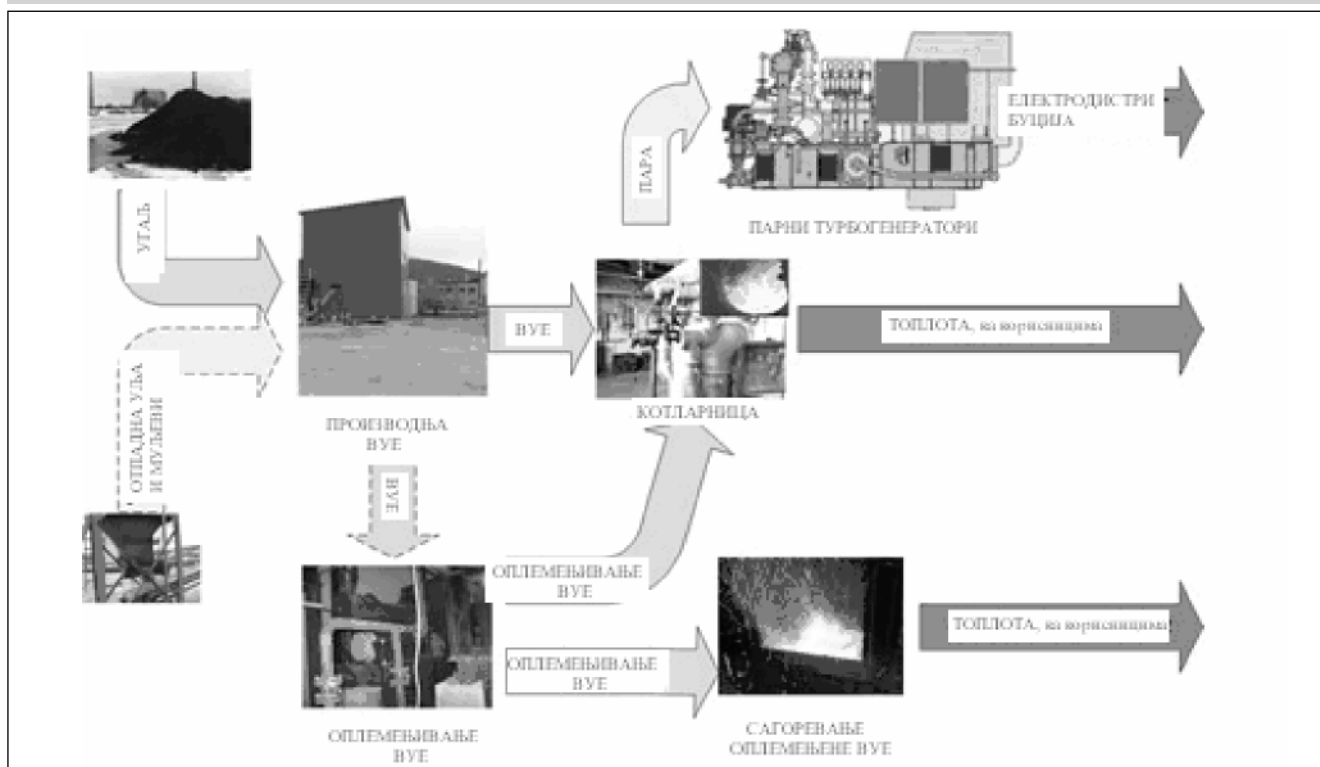 ЕЛЕКТРОДИСТРИ
БУЦИЈА
ПАРА
ПАРНИ ТУРБОГЕНЕРАТОРИ
УГАЉ
ВУЕ
ТОПЛОТА, ка корисницима
КОТЛАРНИЦА
ПРОИЗВОДЊА
ВУЕ
ОТПАДНА УЉА
И МУЉЕВИ
ВУЕ
ОПЛЕМЕЊИВАЊЕ
ВУЕ
ТОПЛОТА, ка корисницима
ОПЛЕМЕЊИВАЊЕ
ВУЕ
ОПЛЕМЕЊИВАЊЕ
ВУЕ
САГОРЕВАЊЕ
ОПЛЕМЕЊЕНЕ ВУЕ